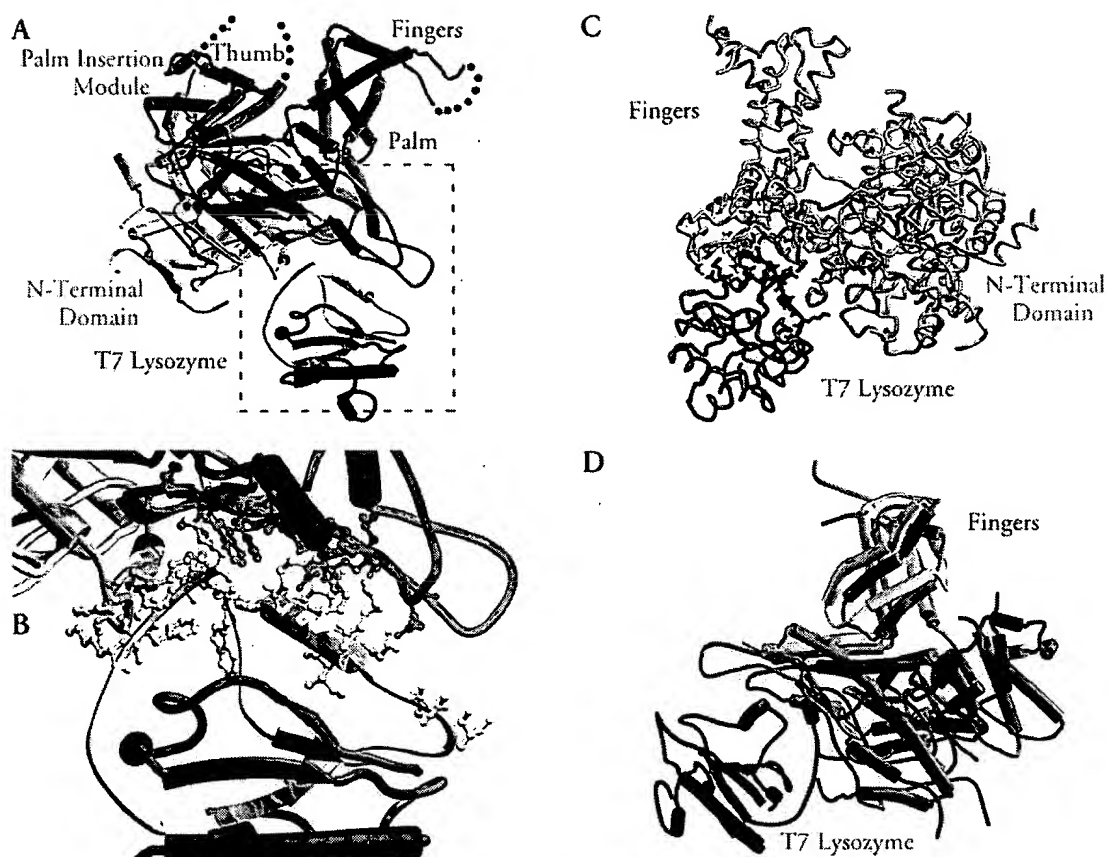 A
Palm Insertion
Module
Thumb
Fingers
Palm
N-Terminal
Domain
T7 Lysozyme
B
C
Fingers
N-Terminal
Domain
T7 Lysozyme
D
Fingers
T7 Lysozyme